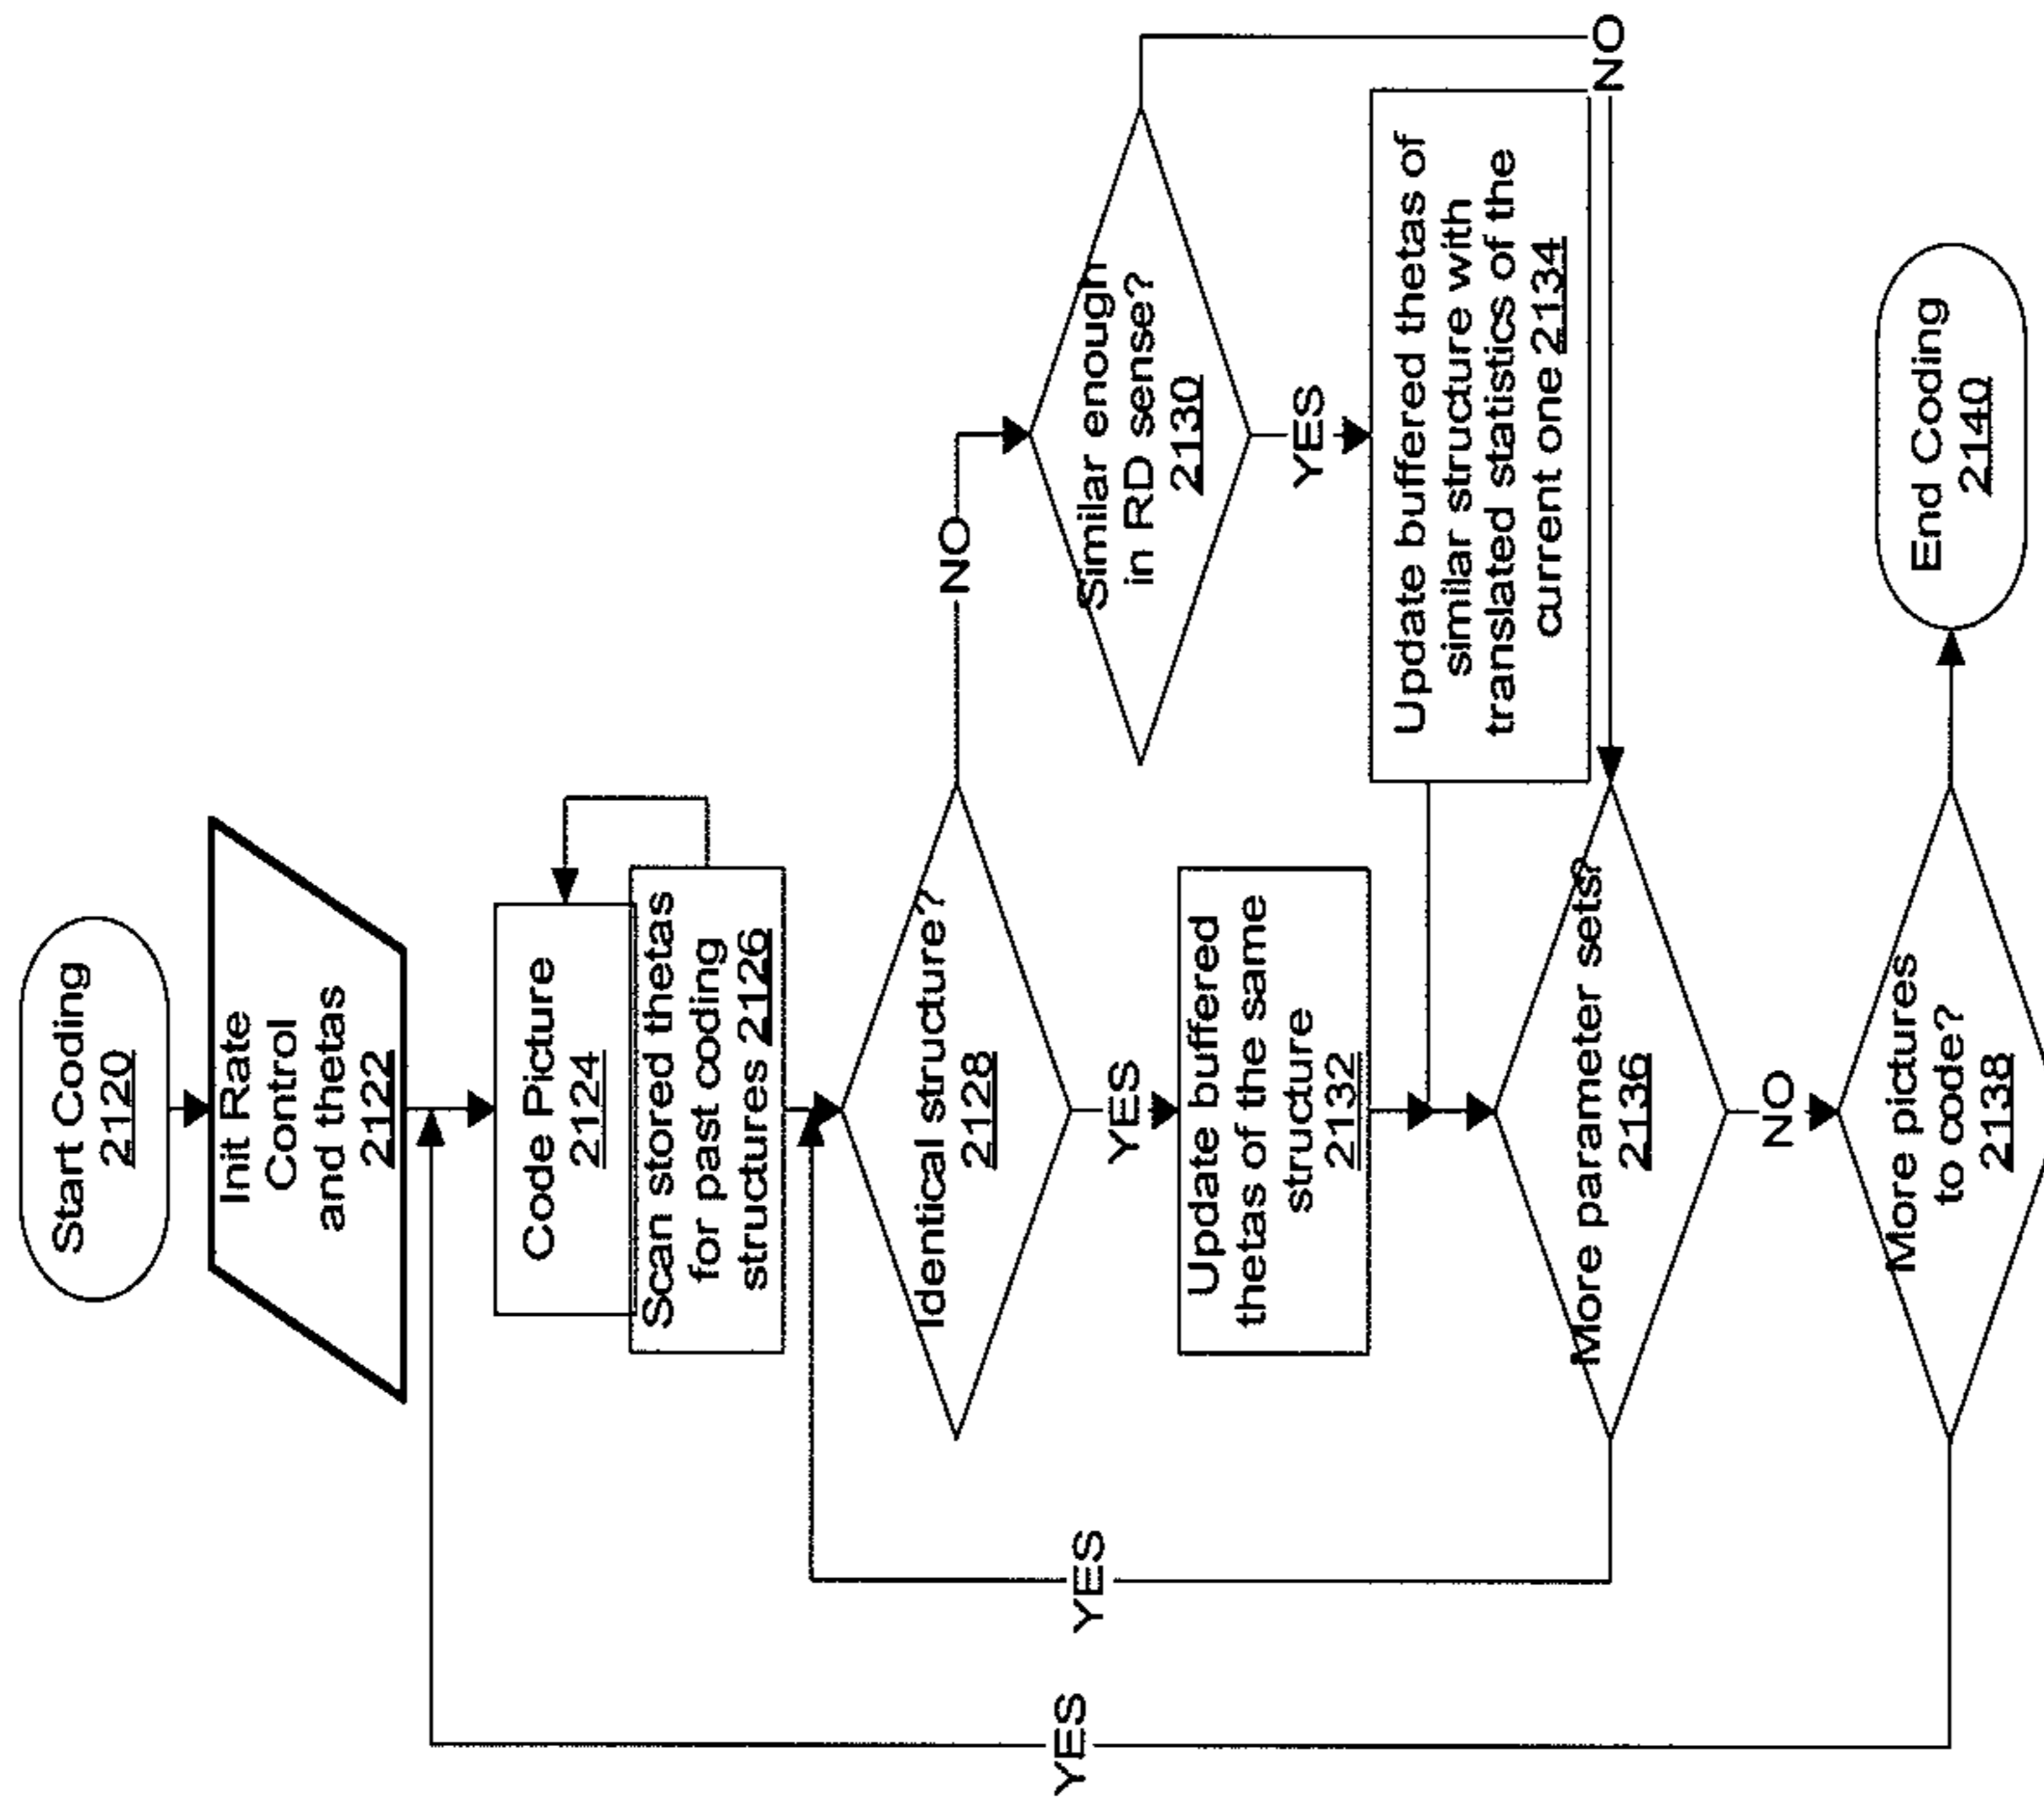 Start Coding
2120
Init Rate
Control
and thetas
2122
Code Picture
2124
Scan stored thetas
for past coding
structures 2126
Identical structure?
2128
NO
Similar enough
in RD sense?
2130
NO
YES
YES
Update buffered
thetas of the same
structure
2132
Update buffered thetas of
similar structure with
translated statistics of the
current one 2134
More parameter sets?
2136
YES
NO
More pictures
to code?
2138
YES
End Coding
2140